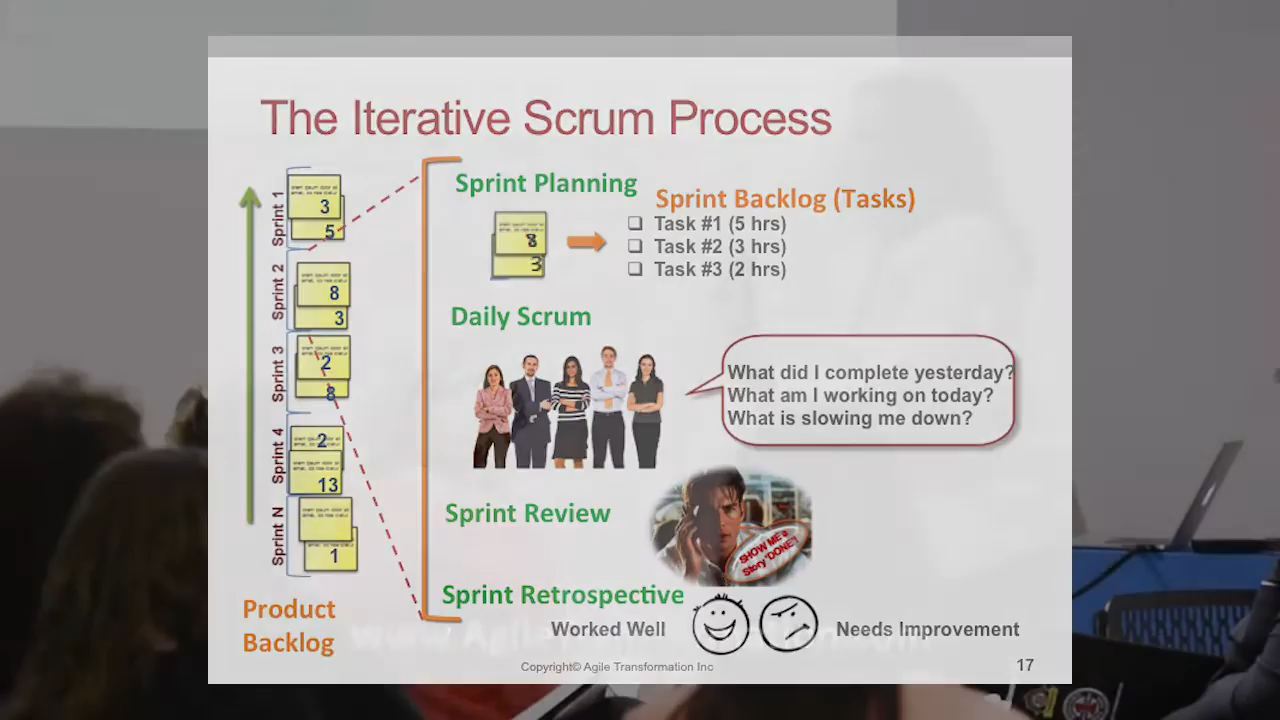 The Iterative Scrum Process
Sprint 1
3
5
Sprint 2
8
3
Sprint 3
2
8
Sprint 4
2
13
Sprint N
1
Product
Backlog
Sprint Planning
8
3
Sprint Backlog (Tasks)
❑ Task #1 (5 hrs)
❑ Task #2 (3 hrs)
❑ Task #3 (2 hrs)
Daily Scrum
What did I complete yesterday?
What am I working on today?
What is slowing me down?
Sprint Review
SHOW ME a
Story 'DONE'!
Sprint Retrospective
Worked Well
Needs Improvement
Copyright© Agile Transformation Inc
17